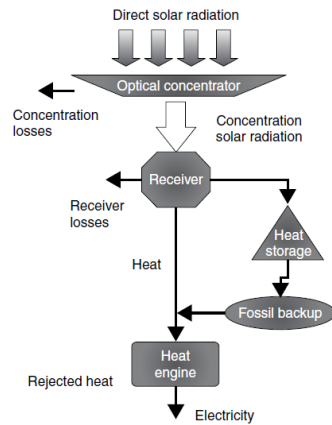 Direct solar radiation
Optical concentrator
Concentration
losses
Concentration
solar radiation
Receiver
Receiver
losses
Heat
storage
Heat
Fossil backup
Heat
engine
Rejected heat
Electricity